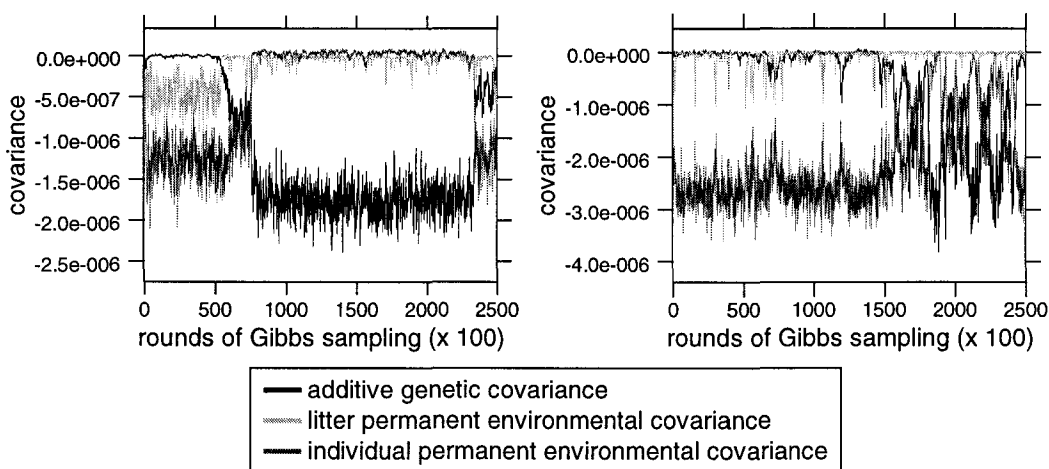 0.0e+000
-5.0e-007
-1.0e-006
-1.5e-006
-2.0e-006
-2.5e-006
covariance
0 500 1000 1500 2000 2500
rounds of Gibbs sampling (x 100)
0.0e+000
-1.0e-006
-2.0e-006
-3.0e-006
-4.0e-006
covariance
0 500 1000 1500 2000 2500
rounds of Gibbs sampling (x 100)
additive genetic covariance
litter permanent environmental covariance
individual permanent environmental covariance